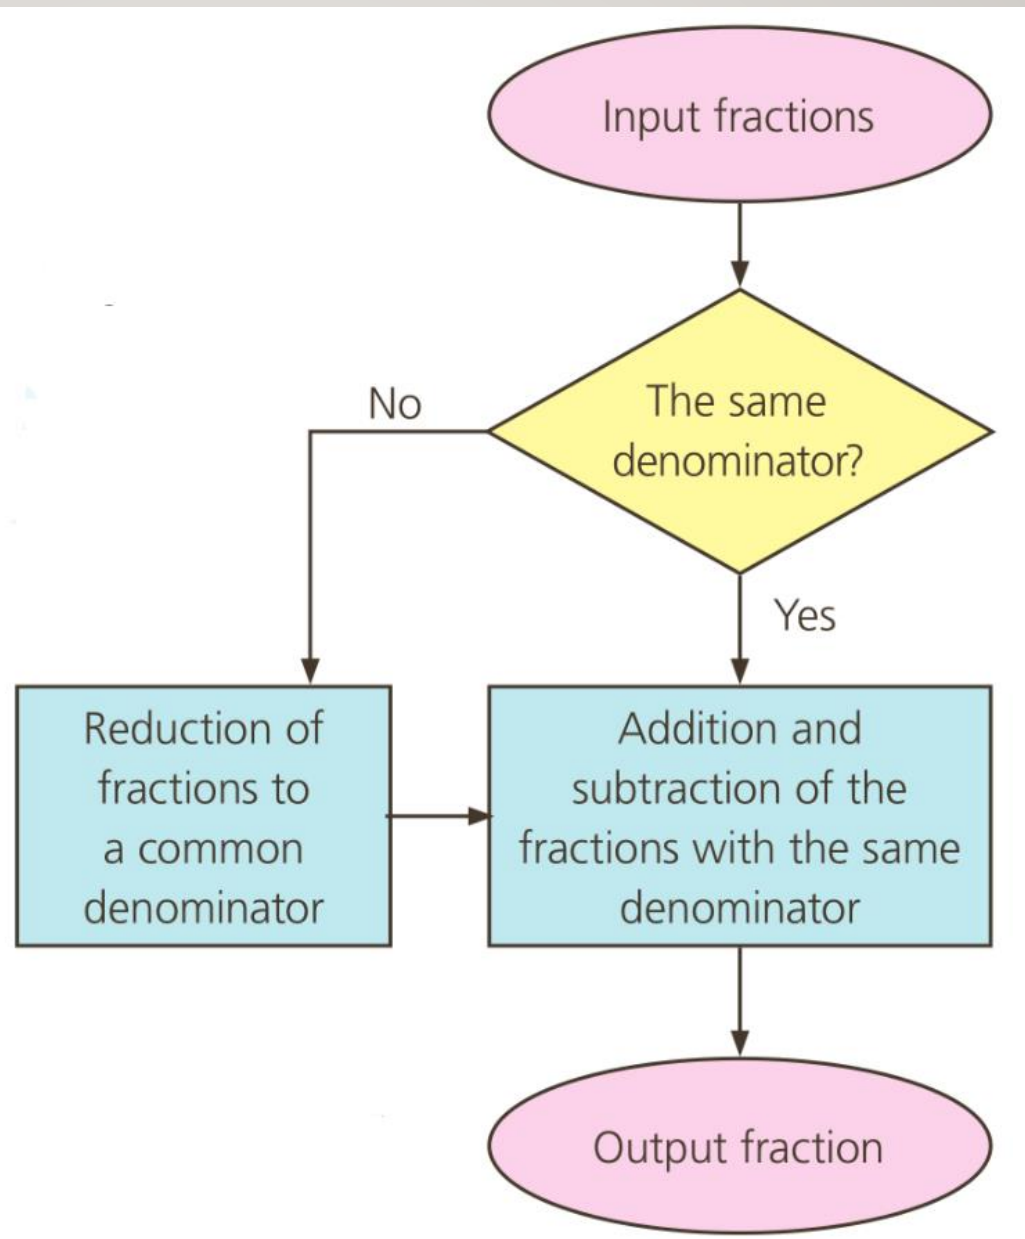 Input fractions
The same
denominator?
No
Yes
Reduction of
fractions to
a common
denominator
Addition and
subtraction of the
fractions with the same
denominator
Output fraction